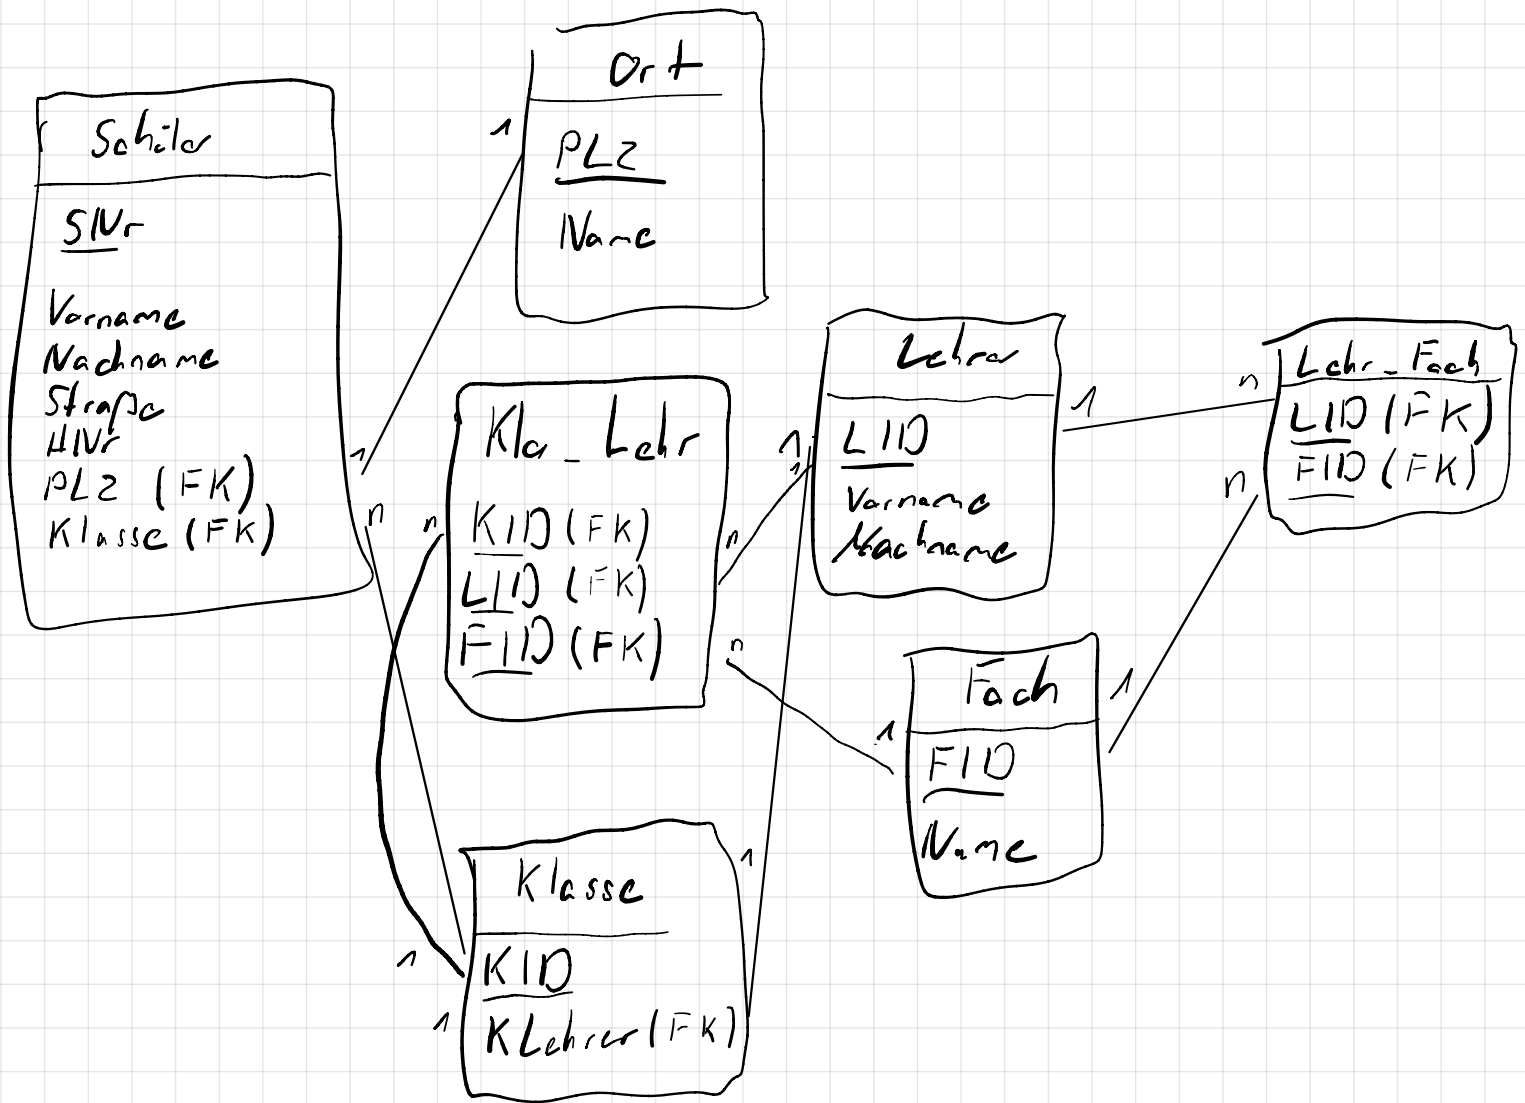 Schüler
SNr
Vorname
Nachname
Straße
HNr
PLZ (FK)
Klasse (FK)
1
n
Ort
1
PLZ
Name
Kla_Lehr
n
KID (FK)
LID (FK)
FID (FK)
n
n
Lehrer
1
1
1
LID
Vorname
Nachname
Lehr_Fach
n
LID (FK)
FID (FK)
n
Fach
1
1
FID
Name
Klasse
1
KID
1
1
KLehrer (FK)